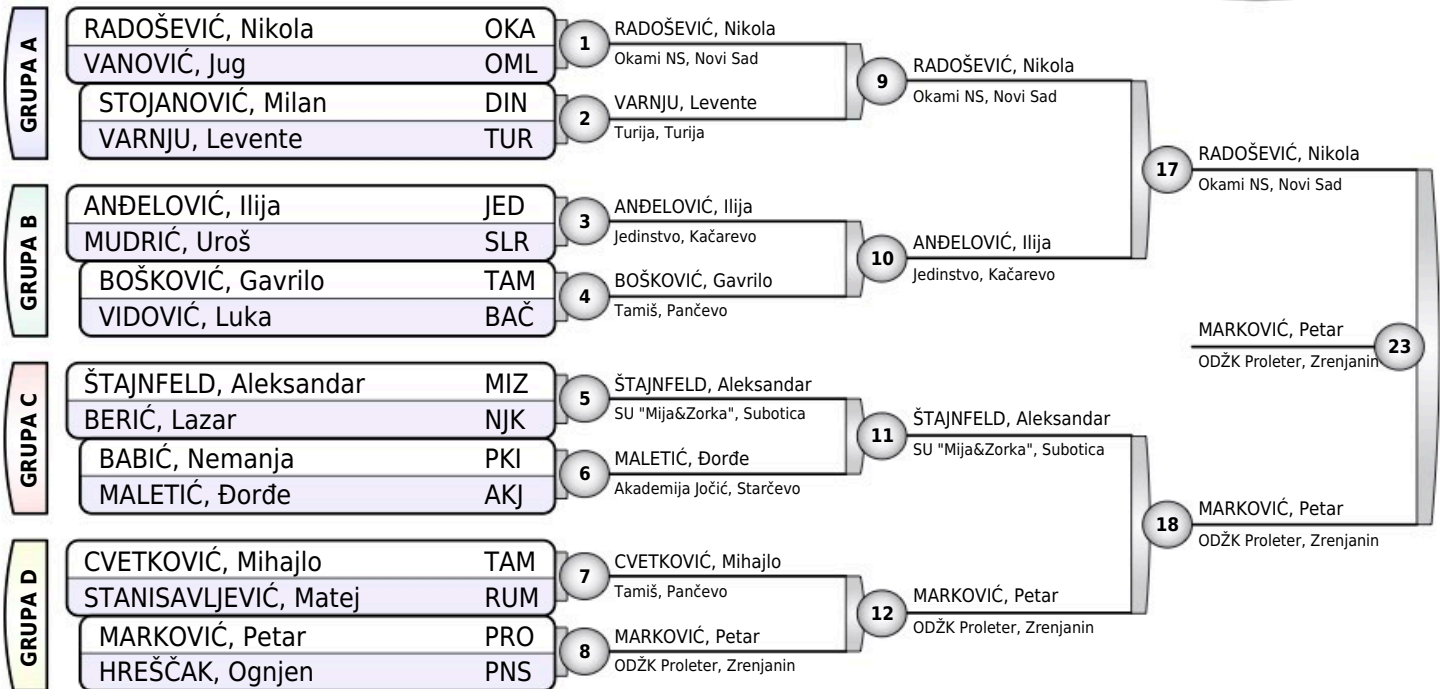 GRUPA A
RADOŠEVIĆ, Nikola OKA
VANOVIĆ, Jug OML
STOJANOVIĆ, Milan DIN
VARNJU, Levente TUR
GRUPA B
ANĐELOVIĆ, Ilija JED
MUDRIĆ, Uroš SLR
BOŠKOVIĆ, Gavrilo TAM
VIDOVIĆ, Luka BAČ
GRUPA C
ŠTAJNFELD, Aleksandar MIZ
BERIĆ, Lazar NJK
BABIĆ, Nemanja PKI
MALETIĆ, Đorđe AKJ
GRUPA D
CVETKOVIĆ, Mihajlo TAM
STANISAVLJEVIĆ, Matej RUM
MARKOVIĆ, Petar PRO
HREŠČAK, Ognjen PNS
1
RADOŠEVIĆ, Nikola
Okami NS, Novi Sad
2
VARNJU, Levente
Turija, Turija
3
ANĐELOVIĆ, Ilija
Jedinstvo, Kačarevo
4
BOŠKOVIĆ, Gavrilo
Tamiš, Pančevo
5
ŠTAJNFELD, Aleksandar
SU "Mija&Zorka", Subotica
6
MALETIĆ, Đorđe
Akademija Jočić, Starčevo
7
CVETKOVIĆ, Mihajlo
Tamiš, Pančevo
8
MARKOVIĆ, Petar
ODŽK Proleter, Zrenjanin
9
RADOŠEVIĆ, Nikola
Okami NS, Novi Sad
10
ANĐELOVIĆ, Ilija
Jedinstvo, Kačarevo
11
ŠTAJNFELD, Aleksandar
SU "Mija&Zorka", Subotica
12
MARKOVIĆ, Petar
ODŽK Proleter, Zrenjanin
17
RADOŠEVIĆ, Nikola
Okami NS, Novi Sad
18
MARKOVIĆ, Petar
ODŽK Proleter, Zrenjanin
MARKOVIĆ, Petar
ODŽK Proleter, Zrenjanin
23